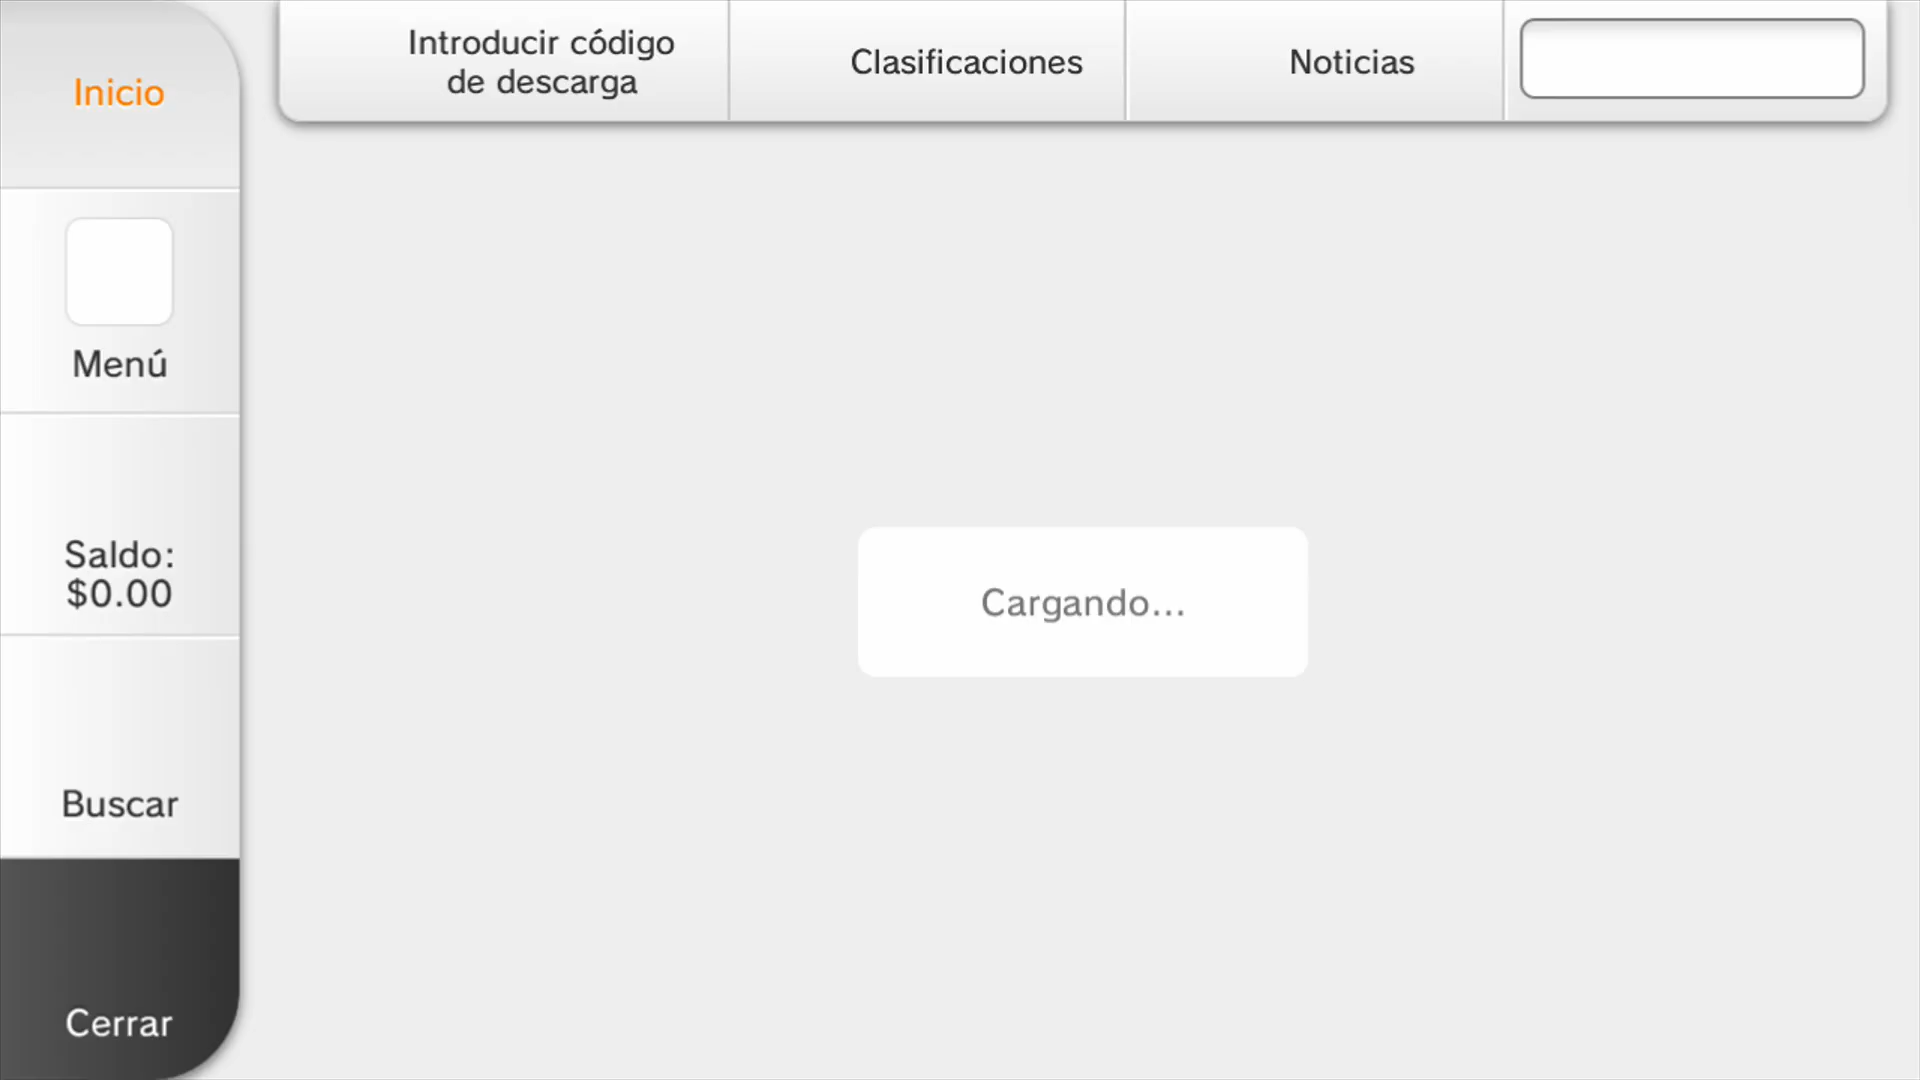 Inicio
Menú
Saldo:
$0.00
Buscar
Cerrar
Introducir código
de descarga
Clasificaciones
Noticias
Cargando...